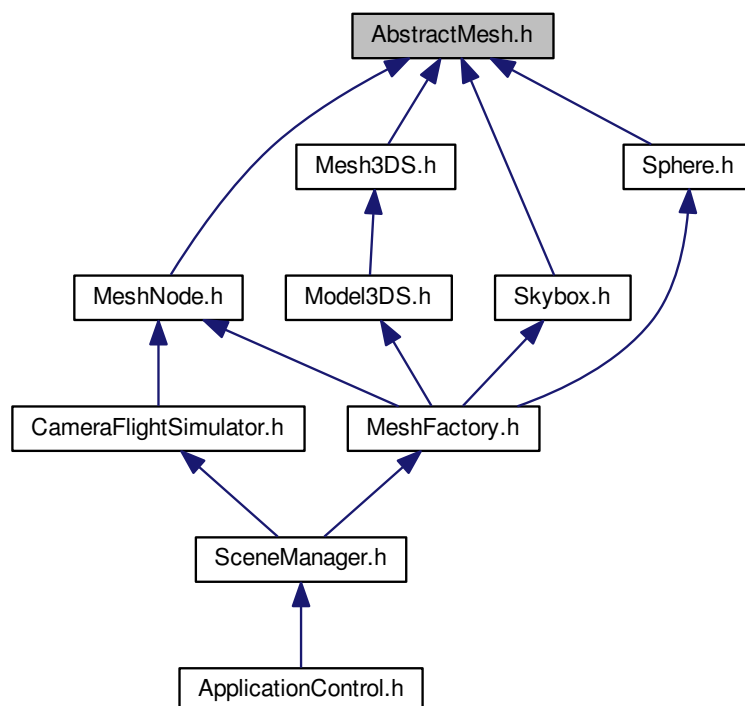 AbstractMesh.h
Mesh3DS.h
Sphere.h
MeshNode.h
Model3DS.h
Skybox.h
CameraFlightSimulator.h
MeshFactory.h
SceneManager.h
ApplicationControl.h